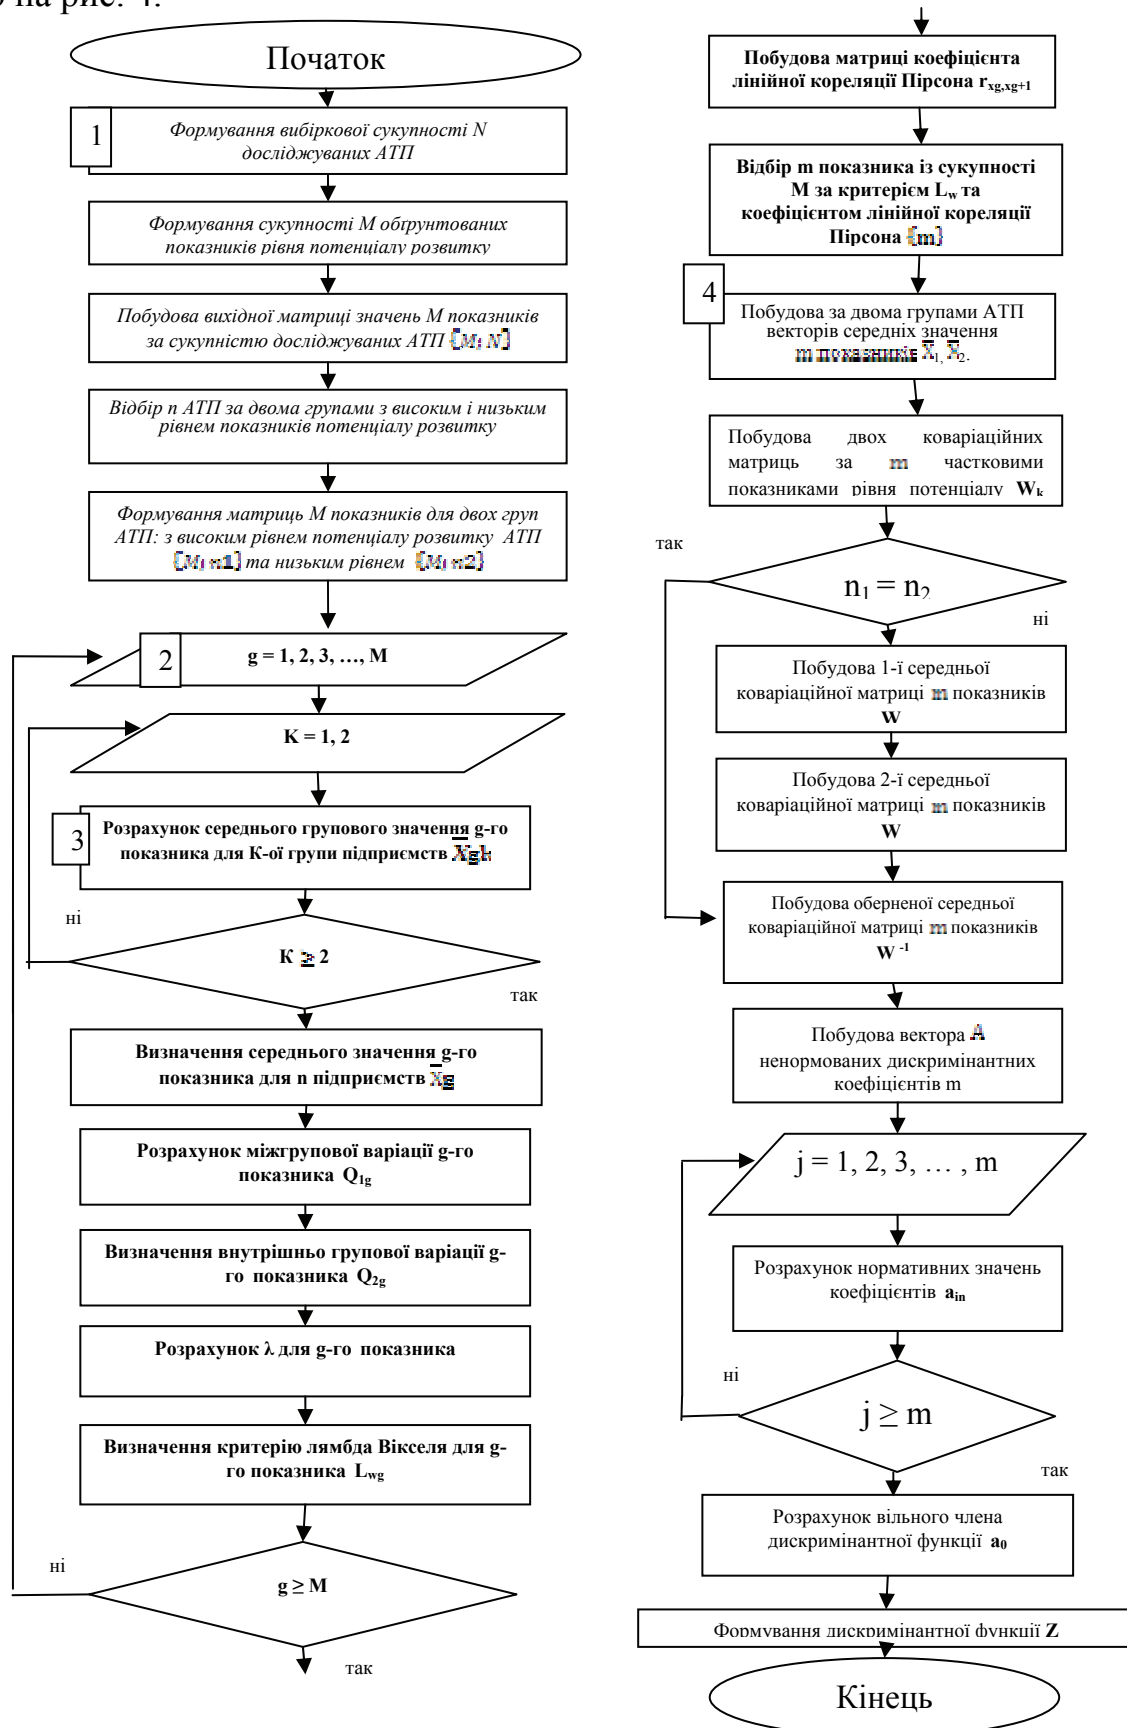 на рис. 4.
Початок
1
Формування вибіркової сукупності N
досліджуваних АТП
Формування сукупності М обґрунтованих
показників рівня потенціалу розвитку
Побудова вихідної матриці значень М показників
за сукупністю досліджуваних АТП {M; N}
Відбір n АТП за двома групами з високим і низьким
рівнем показників потенціалу розвитку
Формування матриць М показників для двох груп
АТП: з високим рівнем потенціалу розвитку АТП
{M; n1} та низьким рівнем {M; n2}
2
g = 1, 2, 3, …, M
K = 1, 2
3
Розрахунок середнього групового значення g-го
показника для К-ої групи підприємств X̅gk
ні
К ≥ 2
так
Визначення середнього значення g-го
показника для n підприємств X̅g
Розрахунок міжгрупової варіації g-го
показника Q1g
Визначення внутрішньо групової варіації g-
го показника Q2g
Розрахунок λ для g-го показника
Визначення критерію лямбда Вікселя для g-
го показника Lwg
ні
g ≥ M
так
Побудова матриці коефіцієнта
лінійної кореляції Пірсона rxg,xg+1
Відбір m показника із сукупності
М за критерієм Lw та
коефіцієнтом лінійної кореляції
Пірсона {m}
4
Побудова за двома групами АТП
векторів середніх значення
m показників X̅1, X̅2.
Побудова двох коваріаційних
матриць за m частковими
показниками рівня потенціалу Wk
так
n1 = n2
ні
Побудова 1-ї середньої
коваріаційної матриці m показників
W
Побудова 2-ї середньої
коваріаційної матриці m показників
W
Побудова оберненої середньої
коваріаційної матриці m показників
W -1
Побудова вектора A
ненормованих дискримінантних
коефіцієнтів m
j = 1, 2, 3, … , m
Розрахунок нормативних значень
коефіцієнтів ain
ні
j ≥ m
так
Розрахунок вільного члена
дискримінантної функції a0
Формування дискримінантної функції Z
Кінець